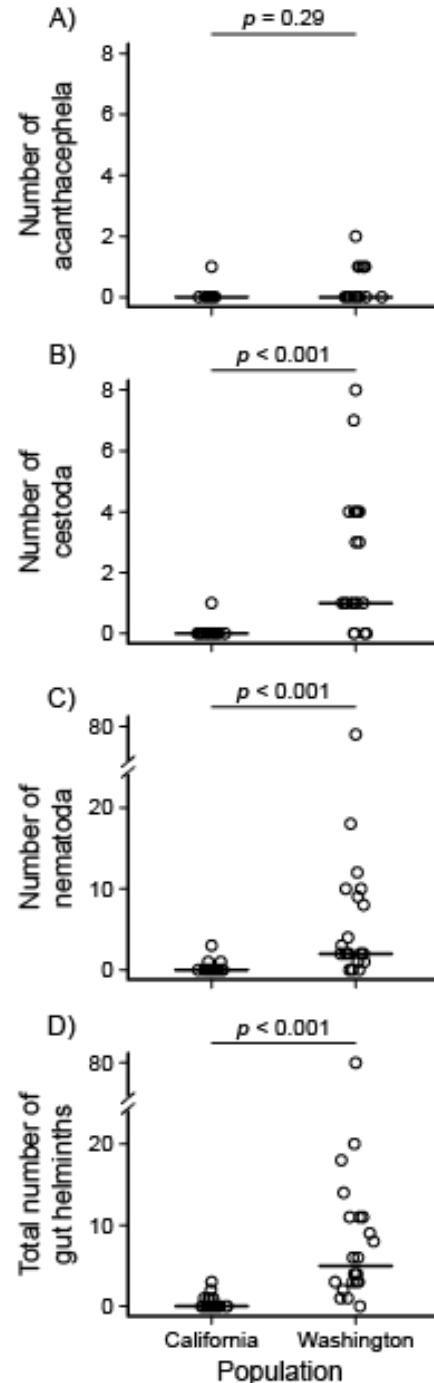 A)
p = 0.29
8
6
4
2
0
Number of
acanthacephela
B)
p < 0.001
8
6
4
2
0
Number of
cestoda
C)
p < 0.001
80
20
10
0
Number of
nematoda
D)
p < 0.001
80
20
10
0
Total number of
gut helminths
California Washington
Population